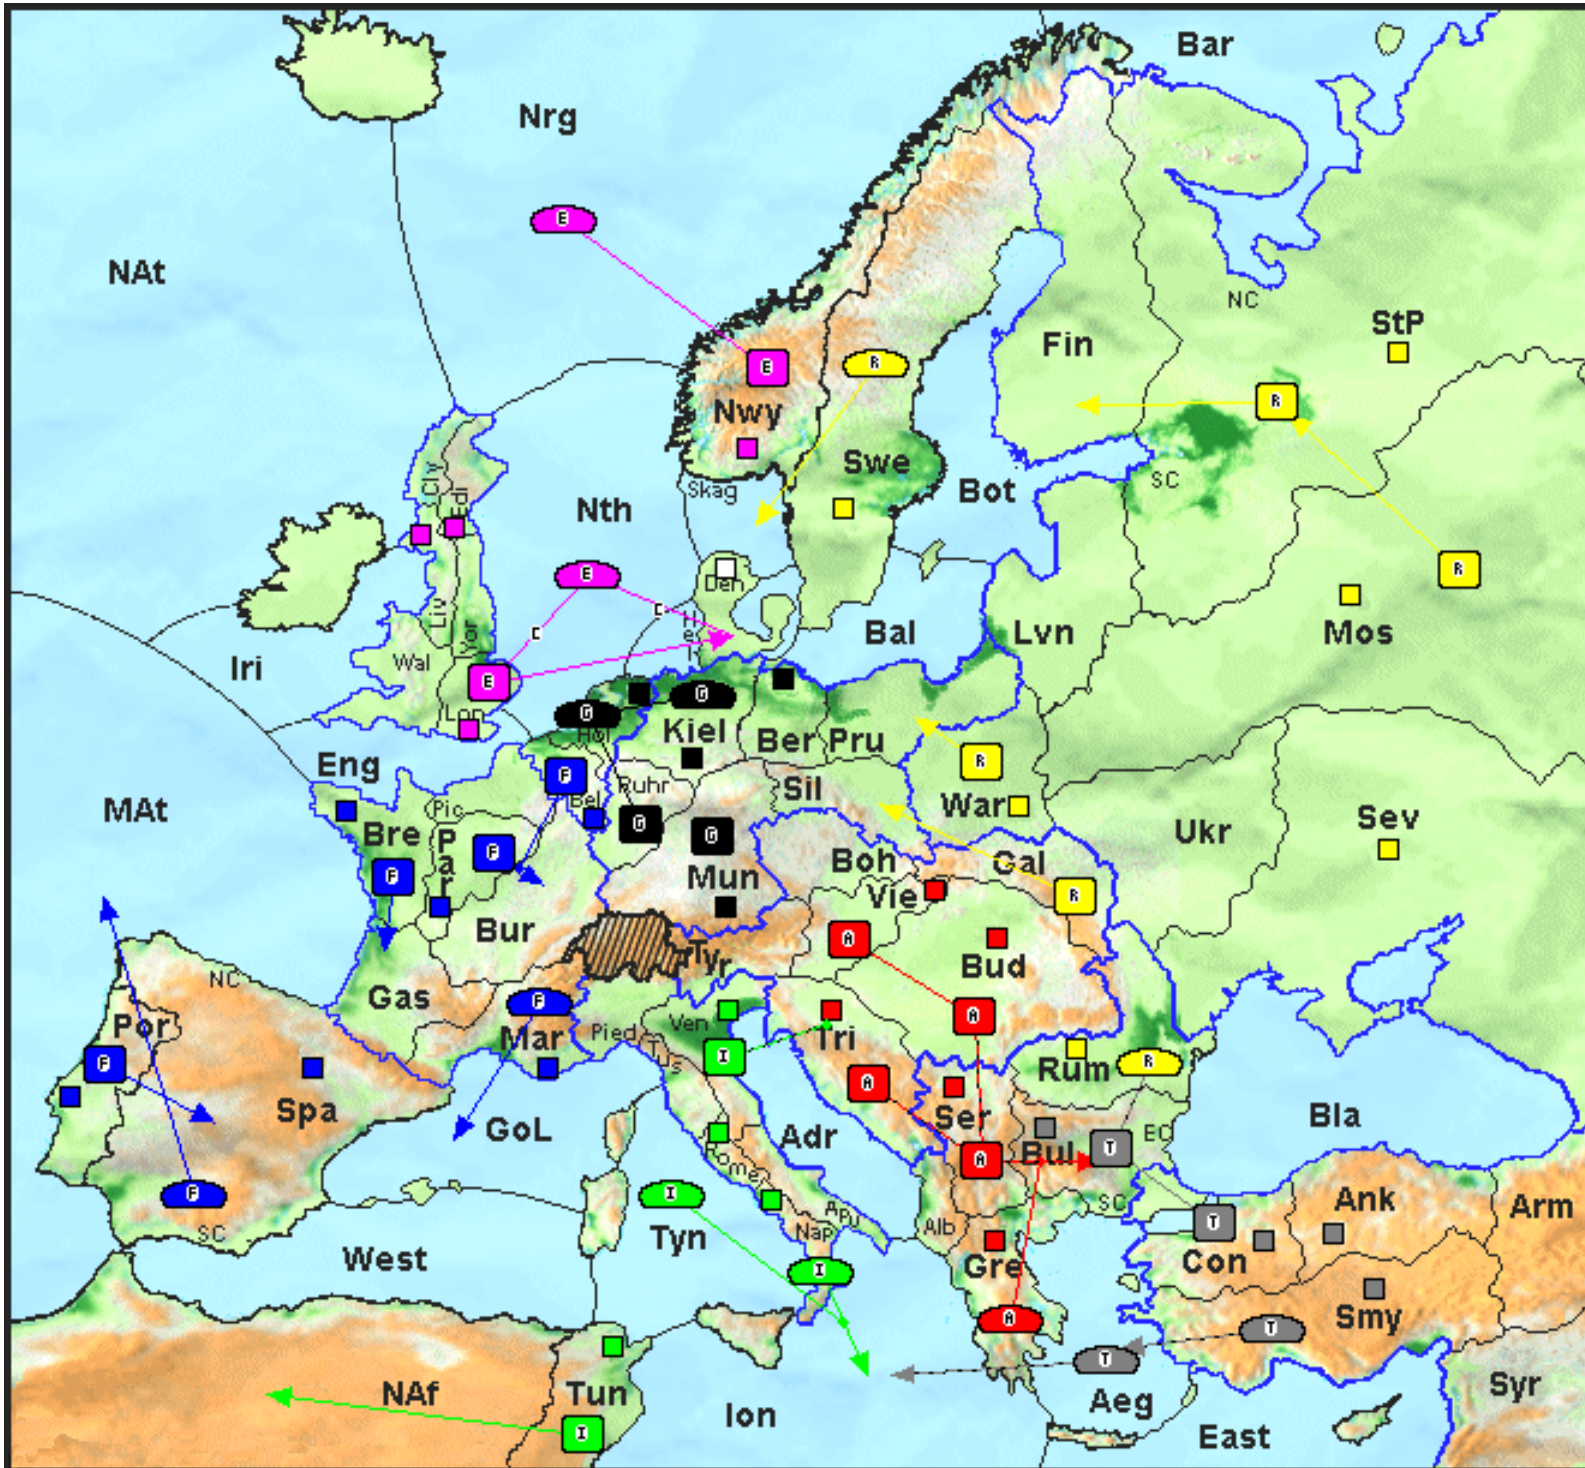 Bar
Nrg
E
NAt
NC
StP
Fin
E
R
R
Nwy
Swe
Skag
Bot
SC
Cly
Edi
Nth
R
E
C
Den
Hel
C
Liv
Yor
Bal
Lvn
Mos
Iri
Wal
E
Lon
G
G
Hol
Kiel
Ber
Pru
Eng
F
Ruhr
Sil
R
War
MAt
Pic
Bel
G
G
Ukr
Sev
Bre
Par
F
F
Boh
Gal
Mun
Vie
R
Bur
A
Tyr
Bud
NC
Gas
F
A
Por
Mar
Pied
Ven
Tus
Tri
I
Rum
R
F
Spa
GoL
A
Ser
Bla
Adr
Rome
Bul
T
EC
A
F
SC
I
Tyn
Apu
Nap
Alb
SC
Ank
Arm
West
Gre
T
Con
I
A
T
Smy
T
NAf
Tun
Ion
Aeg
Syr
I
East